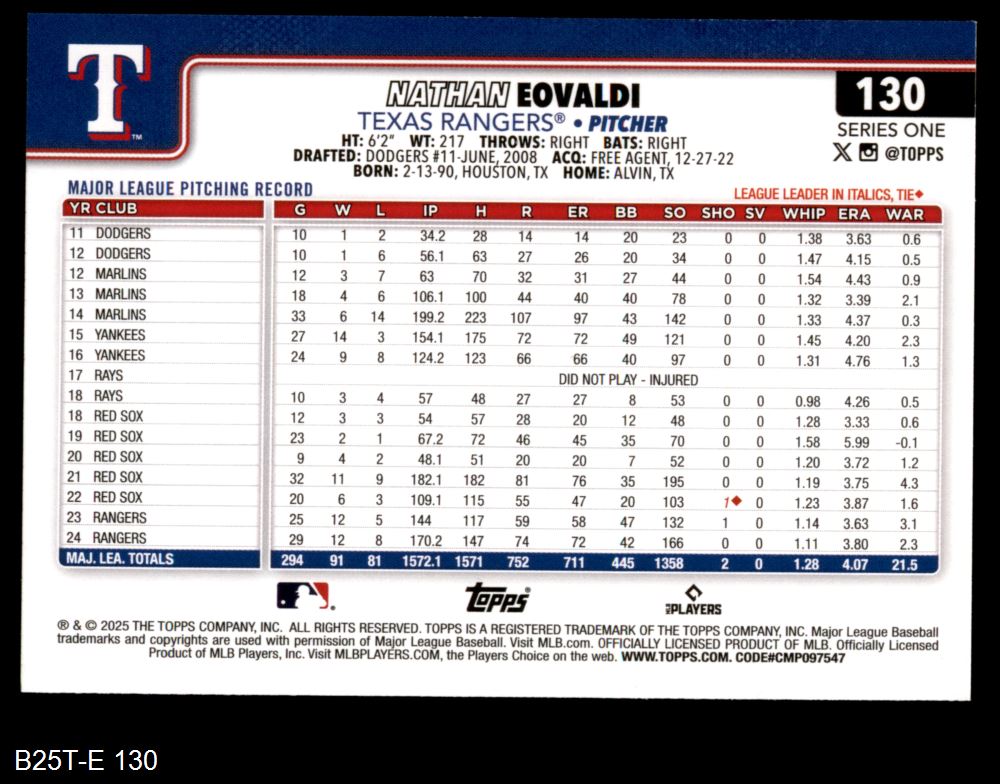 T
TM
NATHAN EOVALDI
130
TEXAS RANGERS® • PITCHER
SERIES ONE
HT: 6'2" WT: 217 THROWS: RIGHT BATS: RIGHT
@TOPPS
DRAFTED: DODGERS #11-JUNE, 2008 ACQ: FREE AGENT, 12-27-22
BORN: 2-13-90, HOUSTON, TX HOME: ALVIN, TX
MAJOR LEAGUE PITCHING RECORD
LEAGUE LEADER IN ITALICS, TIE♦
YR CLUB G W L IP H R ER BB SO SHO SV WHIP ERA WAR
11 DODGERS 10 1 2 34.2 28 14 14 20 23 0 0 1.38 3.63 0.6
12 DODGERS 10 1 6 56.1 63 27 26 20 34 0 0 1.47 4.15 0.5
12 MARLINS 12 3 7 63 70 32 31 27 44 0 0 1.54 4.43 0.9
13 MARLINS 18 4 6 106.1 100 44 40 40 78 0 0 1.32 3.39 2.1
14 MARLINS 33 6 14 199.2 223 107 97 43 142 0 0 1.33 4.37 0.3
15 YANKEES 27 14 3 154.1 175 72 72 49 121 0 0 1.45 4.20 2.3
16 YANKEES 24 9 8 124.2 123 66 66 40 97 0 0 1.31 4.76 1.3
17 RAYS DID NOT PLAY - INJURED
18 RAYS 10 3 4 57 48 27 27 8 53 0 0 0.98 4.26 0.5
18 RED SOX 12 3 3 54 57 28 20 12 48 0 0 1.28 3.33 0.6
19 RED SOX 23 2 1 67.2 72 46 45 35 70 0 0 1.58 5.99 -0.1
20 RED SOX 9 4 2 48.1 51 20 20 7 52 0 0 1.20 3.72 1.2
21 RED SOX 32 11 9 182.1 182 81 76 35 195 0 0 1.19 3.75 4.3
22 RED SOX 20 6 3 109.1 115 55 47 20 103 1♦ 0 1.23 3.87 1.6
23 RANGERS 25 12 5 144 117 59 58 47 132 1 0 1.14 3.63 3.1
24 RANGERS 29 12 8 170.2 147 74 72 42 166 0 0 1.11 3.80 2.3
MAJ. LEA. TOTALS 294 91 81 1572.1 1571 752 711 445 1358 2 0 1.28 4.07 21.5
topps
MLB PLAYERS
® & © 2025 THE TOPPS COMPANY, INC. ALL RIGHTS RESERVED. TOPPS IS A REGISTERED TRADEMARK OF THE TOPPS COMPANY, INC. Major League Baseball
trademarks and copyrights are used with permission of Major League Baseball. Visit MLB.com. OFFICIALLY LICENSED PRODUCT OF MLB. Officially Licensed
Product of MLB Players, Inc. Visit MLBPLAYERS.COM, the Players Choice on the web. WWW.TOPPS.COM. CODE#CMP097547
B25T-E 130